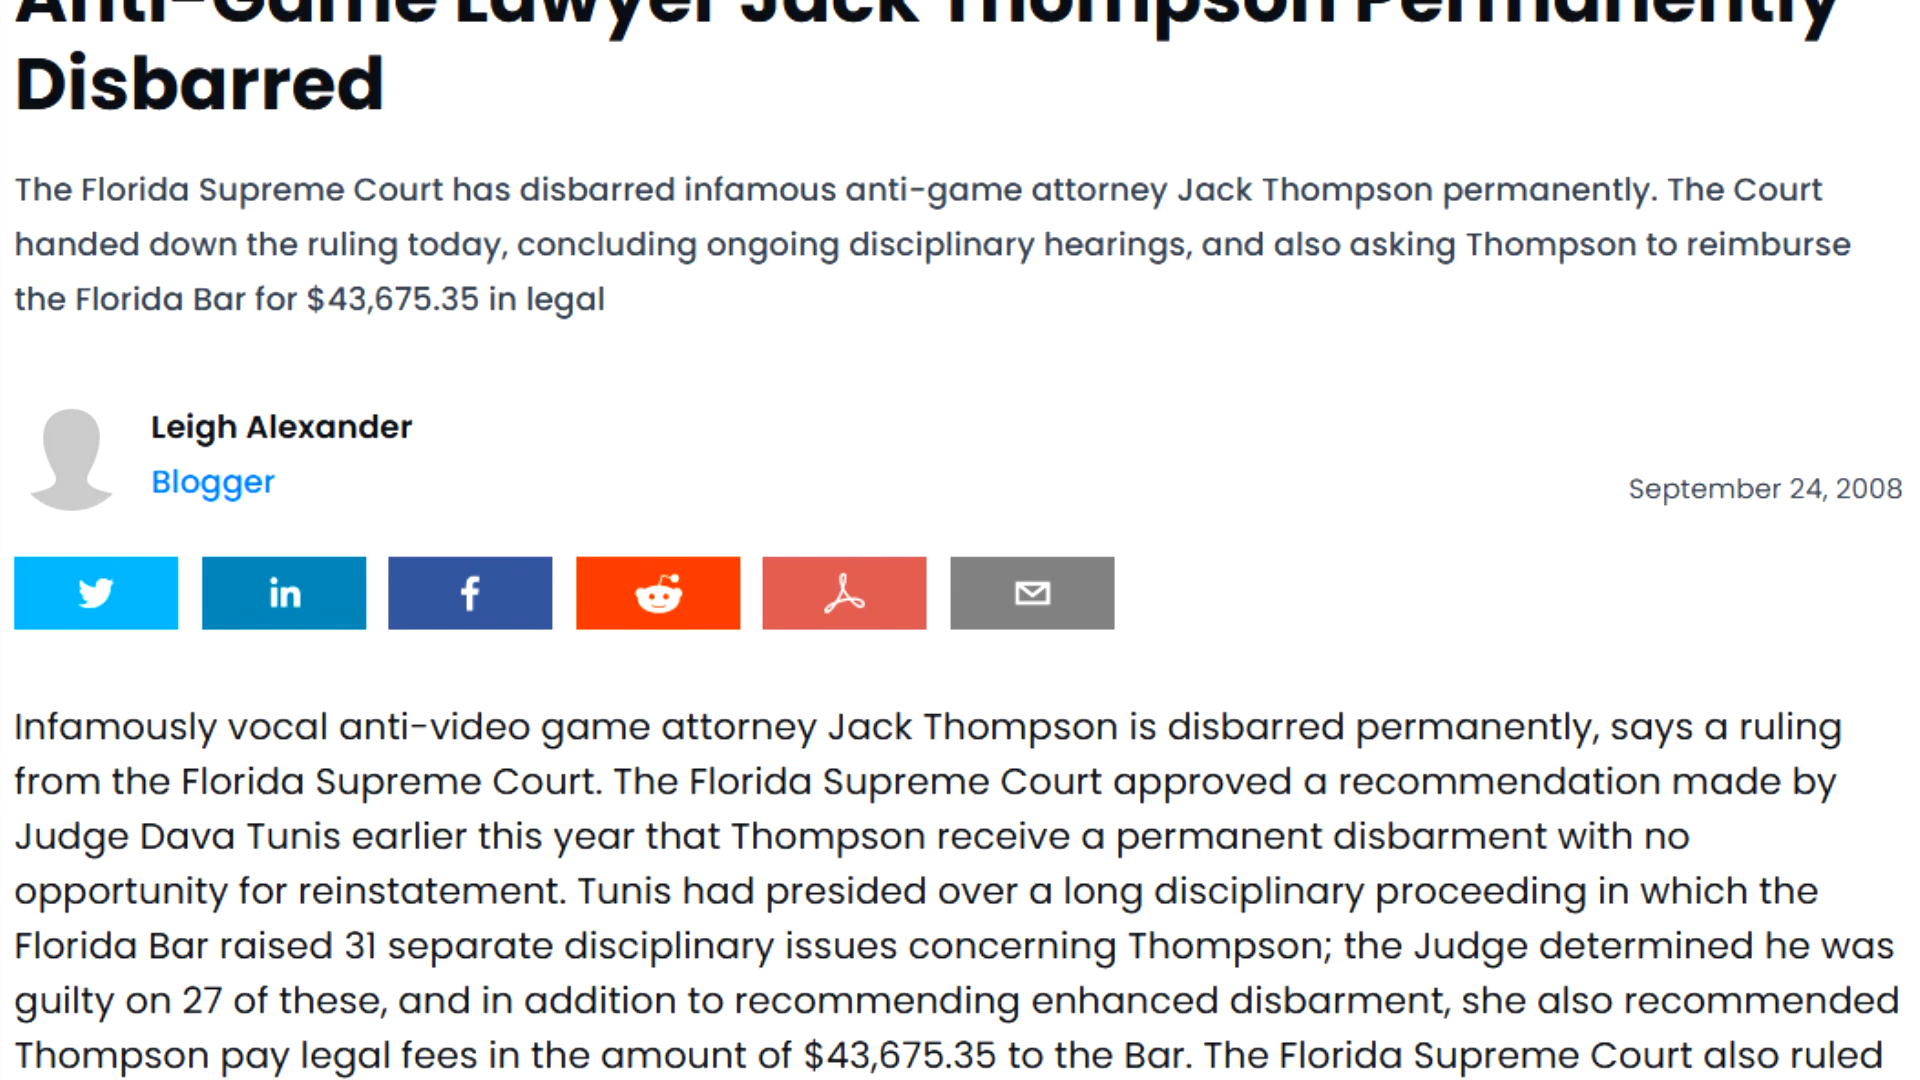 Anti-Game Lawyer Jack Thompson Permanently
Disbarred
The Florida Supreme Court has disbarred infamous anti-game attorney Jack Thompson permanently. The Court
handed down the ruling today, concluding ongoing disciplinary hearings, and also asking Thompson to reimburse
the Florida Bar for $43,675.35 in legal
Leigh Alexander
Blogger
September 24, 2008
in
f
Infamously vocal anti-video game attorney Jack Thompson is disbarred permanently, says a ruling
from the Florida Supreme Court. The Florida Supreme Court approved a recommendation made by
Judge Dava Tunis earlier this year that Thompson receive a permanent disbarment with no
opportunity for reinstatement. Tunis had presided over a long disciplinary proceeding in which the
Florida Bar raised 31 separate disciplinary issues concerning Thompson; the Judge determined he was
guilty on 27 of these, and in addition to recommending enhanced disbarment, she also recommended
Thompson pay legal fees in the amount of $43,675.35 to the Bar. The Florida Supreme Court also ruled